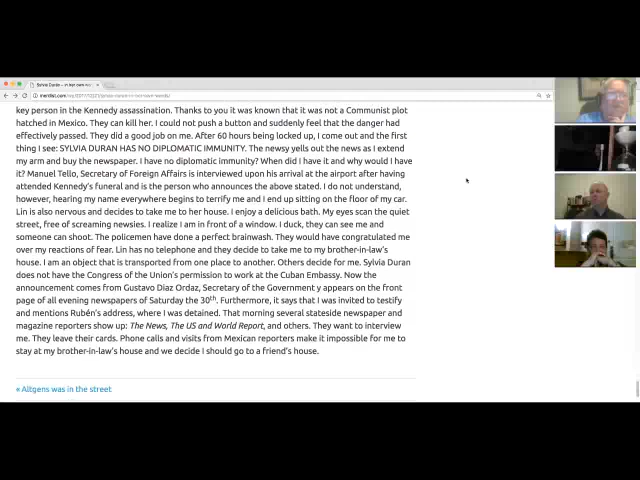 Sylvia Duran – in her own wo
key person in the Kennedy assassination. Thanks to you it was known that it was not a Communist plot
hatched in Mexico. They can kill her. I could not push a button and suddenly feel that the danger had
effectively passed. They did a good job on me. After 60 hours being locked up, I come out and the first
thing I see: SYLVIA DURAN HAS NO DIPLOMATIC IMMUNITY. The newsy yells out the news as I extend
my arm and buy the newspaper. I have no diplomatic immunity? When did I have it and why would I have
it? Manuel Tello, Secretary of Foreign Affairs is interviewed upon his arrival at the airport after having
attended Kennedy's funeral and is the person who announces the above stated. I do not understand,
however, hearing my name everywhere begins to terrify me and I end up sitting on the floor of my car.
Lin is also nervous and decides to take me to her house. I enjoy a delicious bath. My eyes scan the quiet
street, free of screaming newsies. I realize I am in front of a window. I duck, they can see me and
someone can shoot. The policemen have done a perfect brainwash. They would have congratulated me
over my reactions of fear. Lin has no telephone and they decide to take me to my brother-in-law's
house. I am an object that is transported from one place to another. Others decide for me. Sylvia Duran
does not have the Congress of the Union's permission to work at the Cuban Embassy. Now the
announcement comes from Gustavo Diaz Ordaz, Secretary of the Government y appears on the front
page of all evening newspapers of Saturday the 30th. Furthermore, it says that I was invited to testify
and mentions Rubén's address, where I was detained. That morning several stateside newspaper and
magazine reporters show up: The News, The US and World Report, and others. They want to interview
me. They leave their cards. Phone calls and visits from Mexican reporters make it impossible for me to
stay at my brother-in-law's house and we decide I should go to a friend's house.
« Altgens was in the street